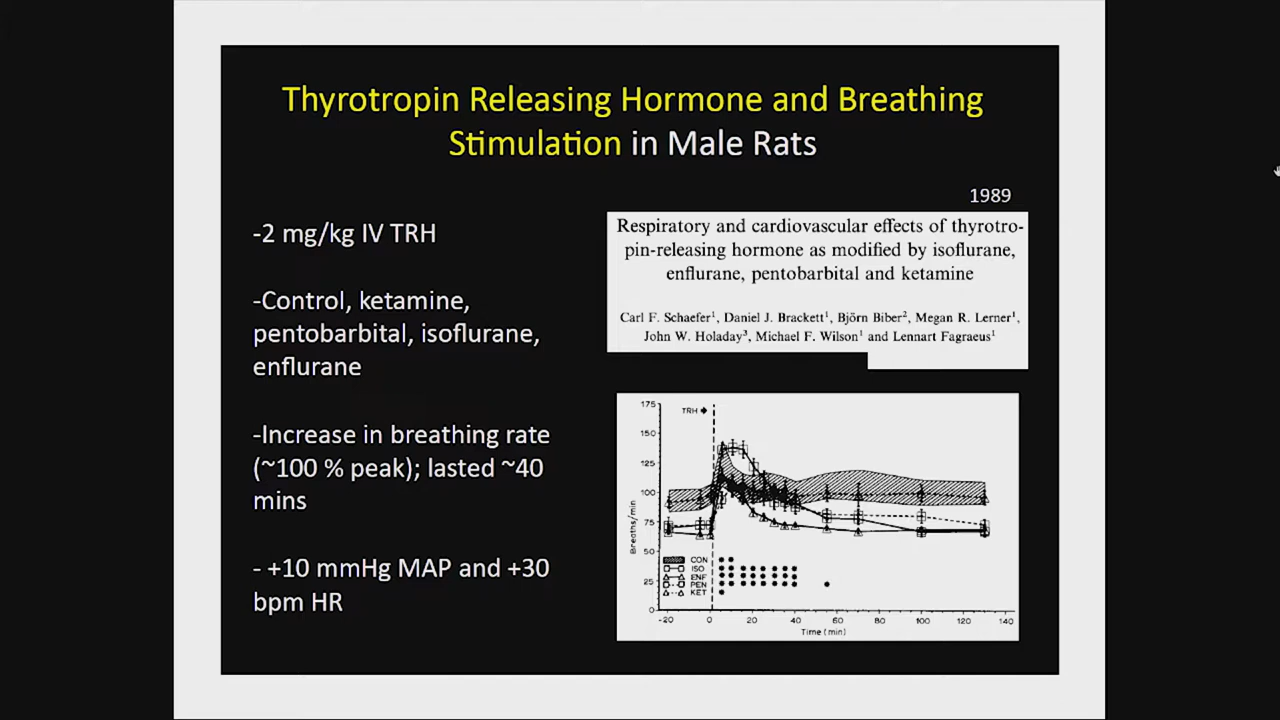 Thyrotropin Releasing Hormone and Breathing
Stimulation in Male Rats
-2 mg/kg IV TRH
-Control, ketamine,
pentobarbital, isoflurane,
enflurane
-Increase in breathing rate
(~100 % peak); lasted ~40
mins
- +10 mmHg MAP and +30
bpm HR
1989
Respiratory and cardiovascular effects of thyrotro-
pin-releasing hormone as modified by isoflurane,
enflurane, pentobarbital and ketamine
Carl F. Schaefer¹, Daniel J. Brackett¹, Björn Biber², Megan R. Lerner¹,
John W. Holaday³, Michael F. Wilson¹ and Lennart Fagraeus¹
TRH
175
150
125
100
75
50
25
0
Breaths/min
CON
ISO
ENF
PEN
KET
-20 0 20 40 60 80 100 120 140
Time (min)